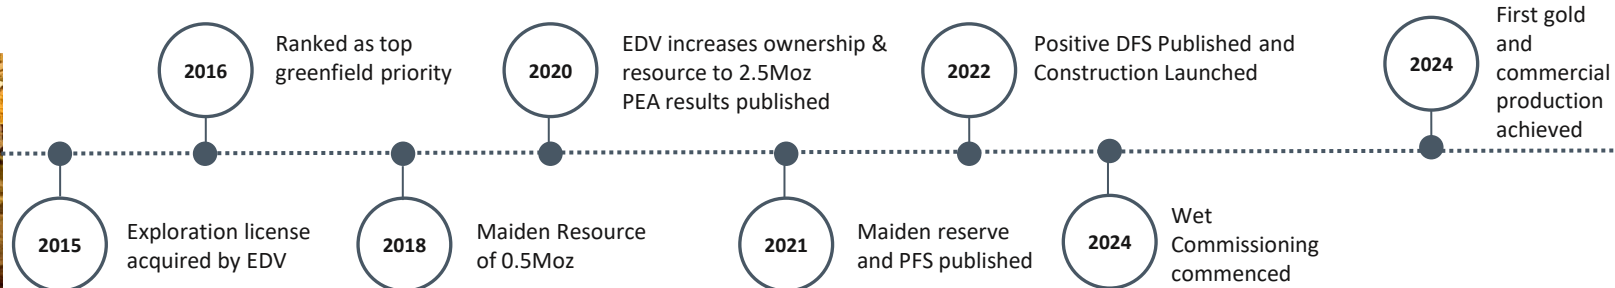 2015
Exploration license
acquired by EDV
2016
Ranked as top
greenfield priority
2018
Maiden Resource
of 0.5Moz
2020
EDV increases ownership &
resource to 2.5Moz
PEA results published
2021
Maiden reserve
and PFS published
2022
Positive DFS Published and
Construction Launched
2024
Wet
Commissioning
commenced
2024
First gold
and
commercial
production
achieved